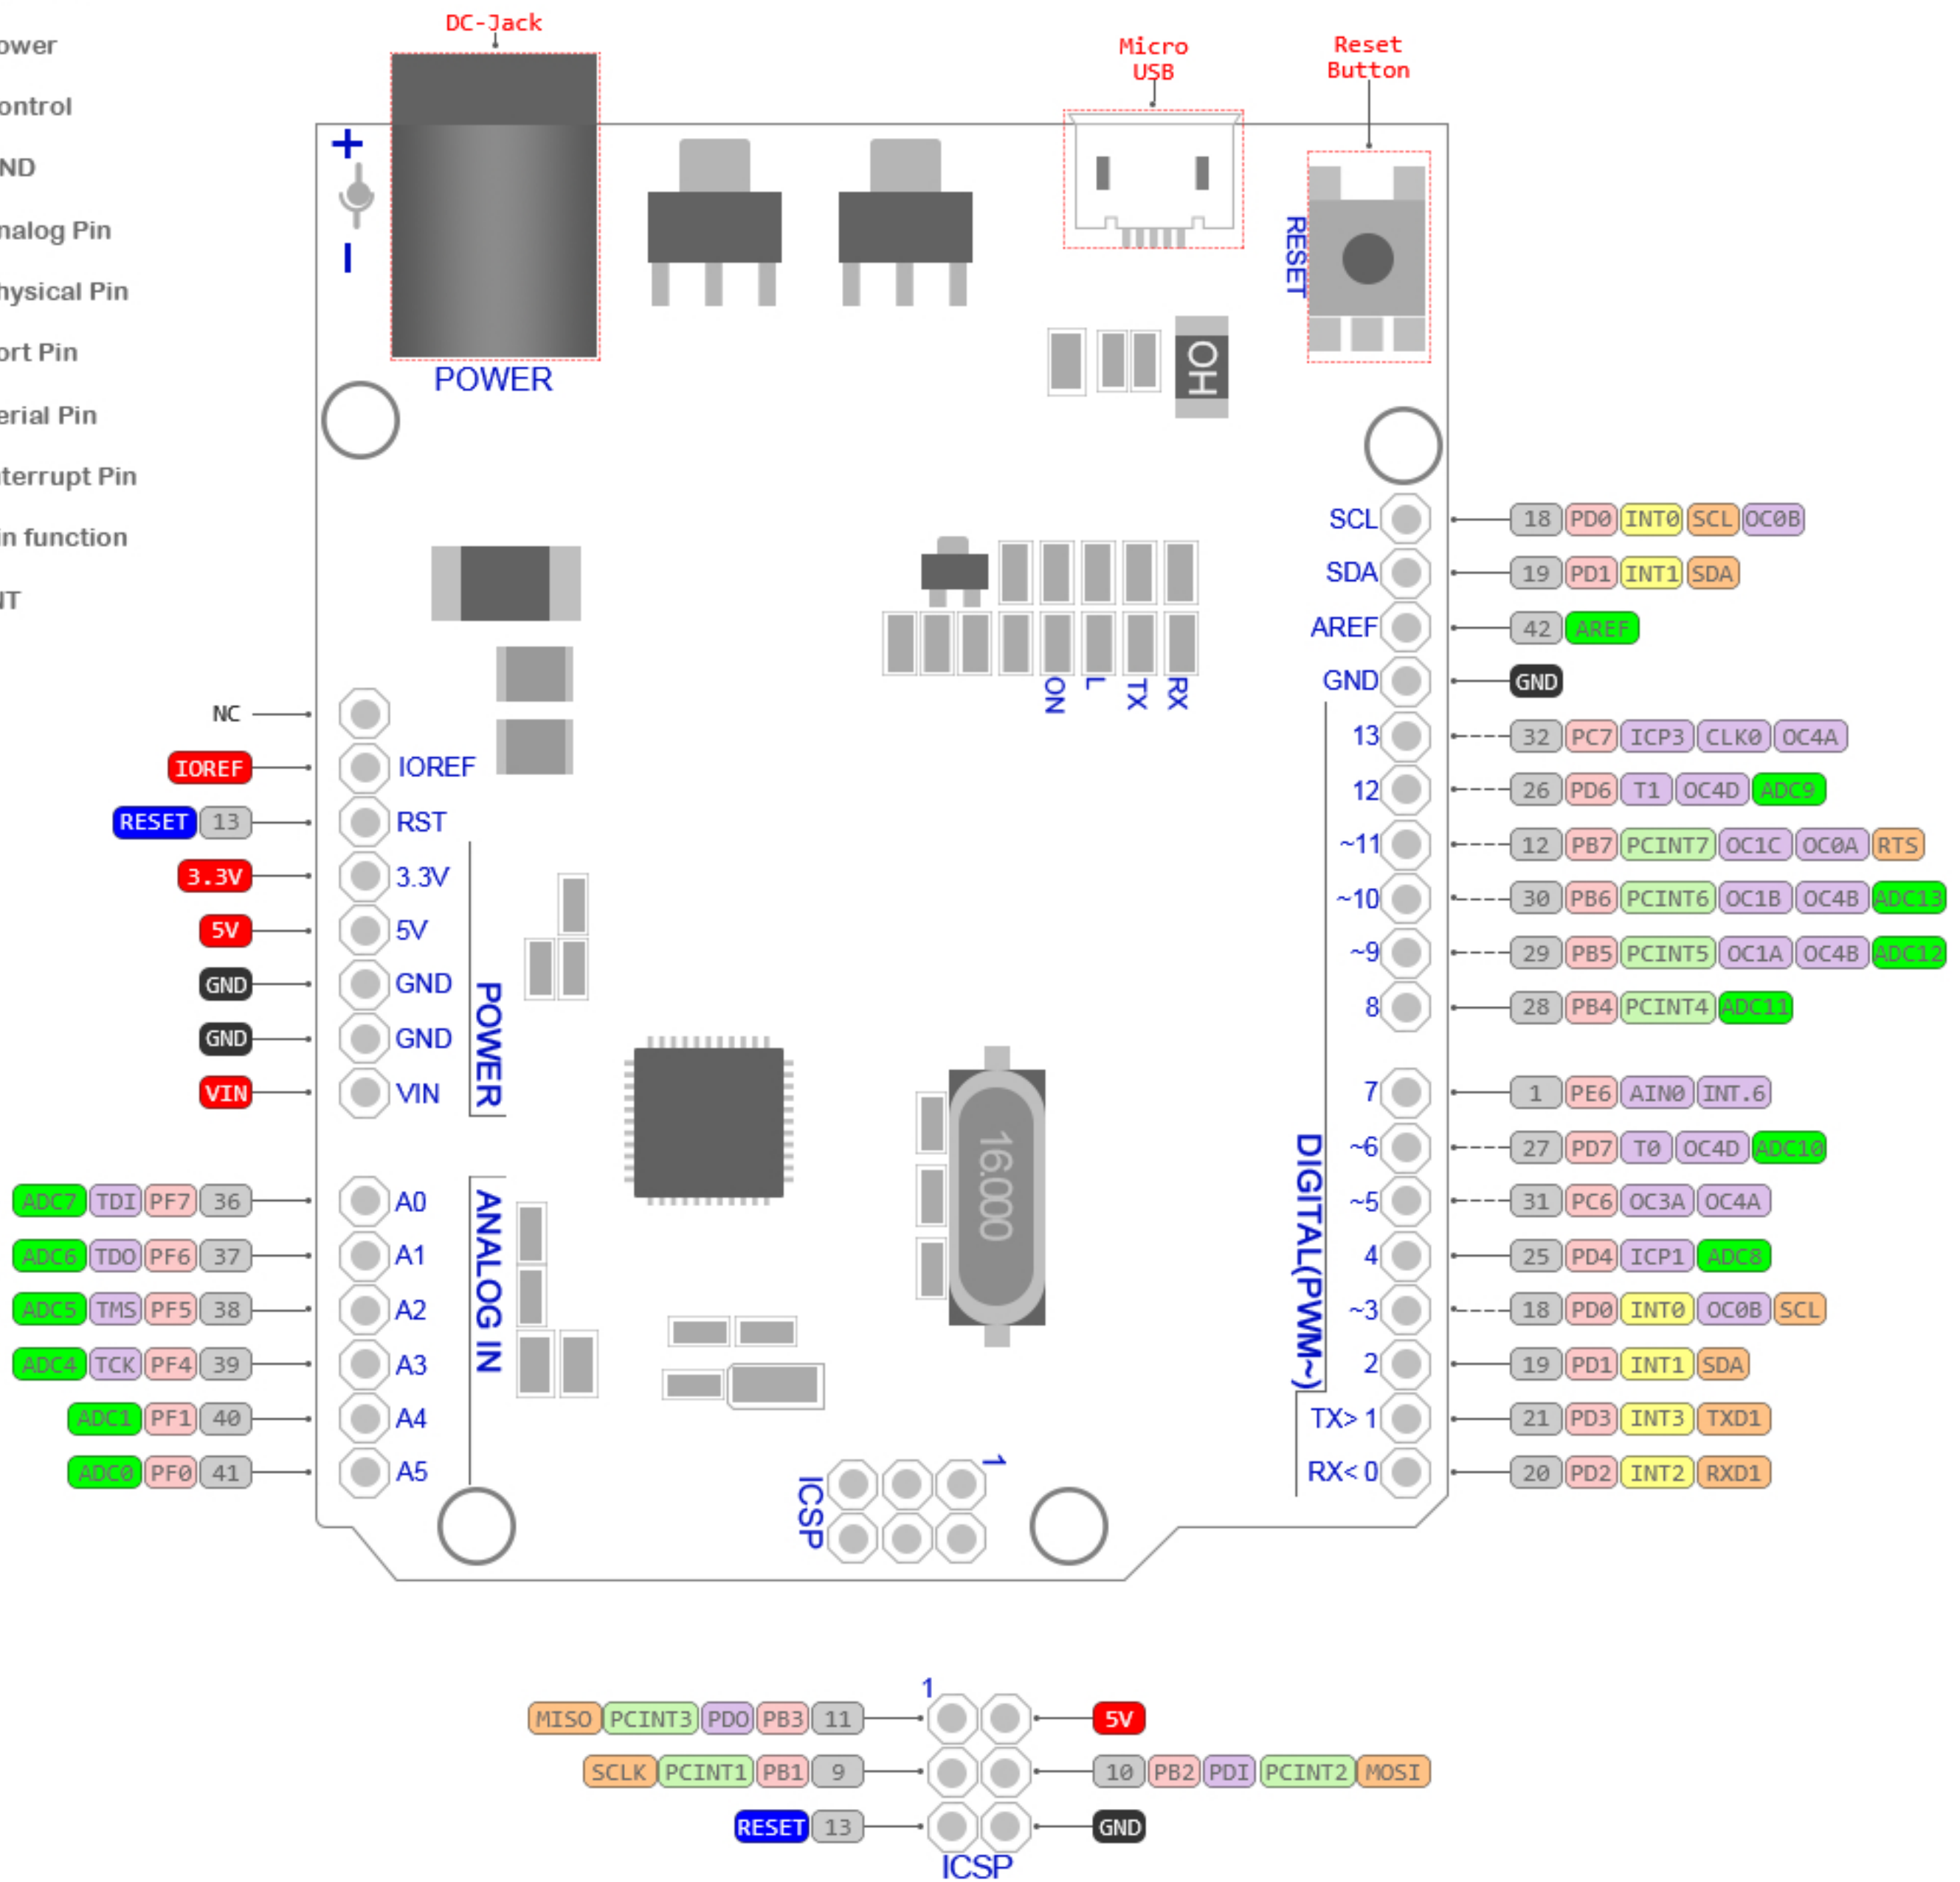 DC-Jack
Micro
USB
Reset
Button
ower
ontrol
ND
nalog Pin
hysical Pin
ort Pin
erial Pin
nterrupt Pin
in function
NT
+
–
POWER
RESET
HO
ON
L
TX
RX
NC
IOREF IOREF
RESET 13 RST
3.3V 3.3V
5V 5V
GND GND
GND GND
VIN VIN
POWER
ADC7 TDI PF7 36 A0
ADC6 TDO PF6 37 A1
ADC5 TMS PF5 38 A2
ADC4 TCK PF4 39 A3
ADC1 PF1 40 A4
ADC0 PF0 41 A5
ANALOG IN
16.000
SCL 18 PD0 INT0 SCL OC0B
SDA 19 PD1 INT1 SDA
AREF 42 AREF
GND GND
13 32 PC7 ICP3 CLK0 OC4A
12 26 PD6 T1 OC4D ADC9
~11 12 PB7 PCINT7 OC1C OC0A RTS
~10 30 PB6 PCINT6 OC1B OC4B ADC13
~9 29 PB5 PCINT5 OC1A OC4B ADC12
8 28 PB4 PCINT4 ADC11
7 1 PE6 AIN0 INT.6
~6 27 PD7 T0 OC4D ADC10
~5 31 PC6 OC3A OC4A
4 25 PD4 ICP1 ADC8
~3 18 PD0 INT0 OC0B SCL
2 19 PD1 INT1 SDA
TX> 1 21 PD3 INT3 TXD1
RX< 0 20 PD2 INT2 RXD1
DIGITAL(PWM~)
ICSP
1
1
MISO PCINT3 PDO PB3 11 5V
SCLK PCINT1 PB1 9 10 PB2 PDI PCINT2 MOSI
RESET 13 GND
ICSP